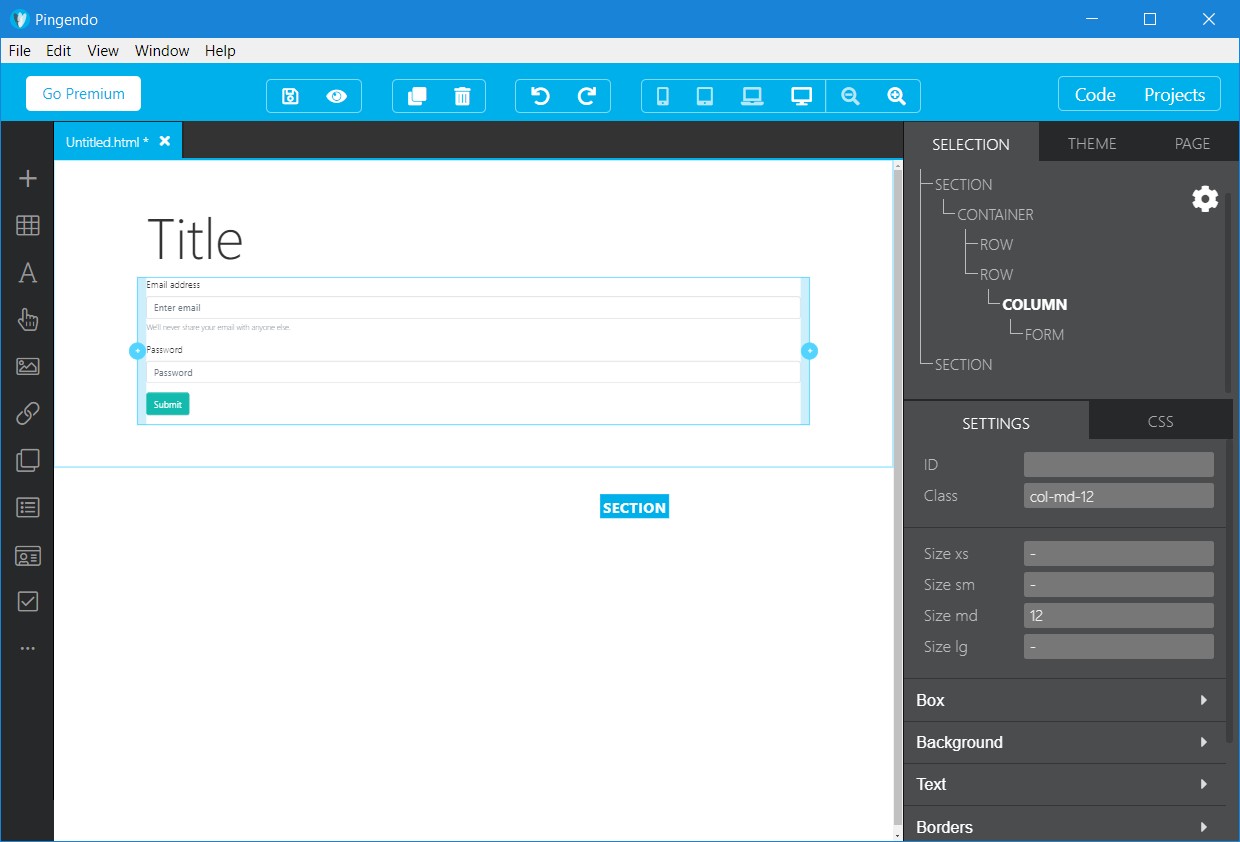 Pingendo
File Edit View Window Help
Go Premium
Code Projects
Untitled.html *
SELECTION THEME PAGE
SECTION
CONTAINER
ROW
ROW
COLUMN
FORM
SECTION
Title
Email address
Enter email
We'll never share your email with anyone else.
Password
Password
Submit
SECTION
SETTINGS CSS
ID
Class col-md-12
Size xs -
Size sm -
Size md 12
Size lg -
Box
Background
Text
Borders